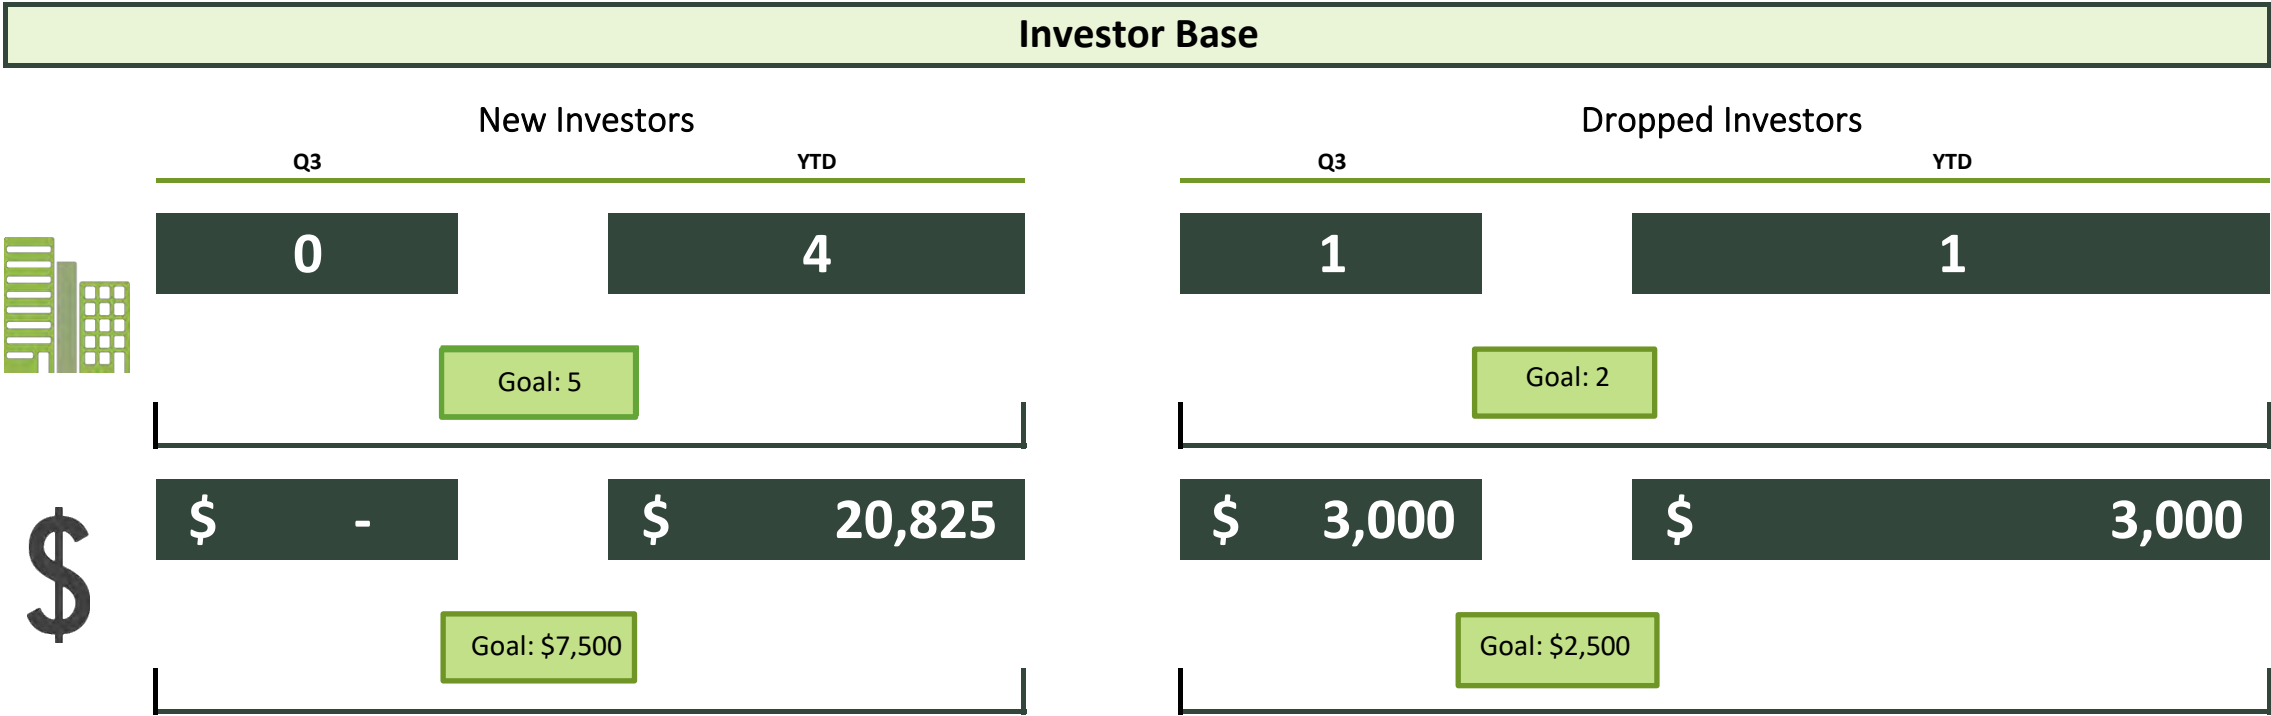 Investor Base
New Investors
Dropped Investors
Q3
YTD
Q3
YTD
0
4
1
1
Goal: 5
Goal: 2
$ -
$ 20,825
$ 3,000
$ 3,000
$
Goal: $7,500
Goal: $2,500